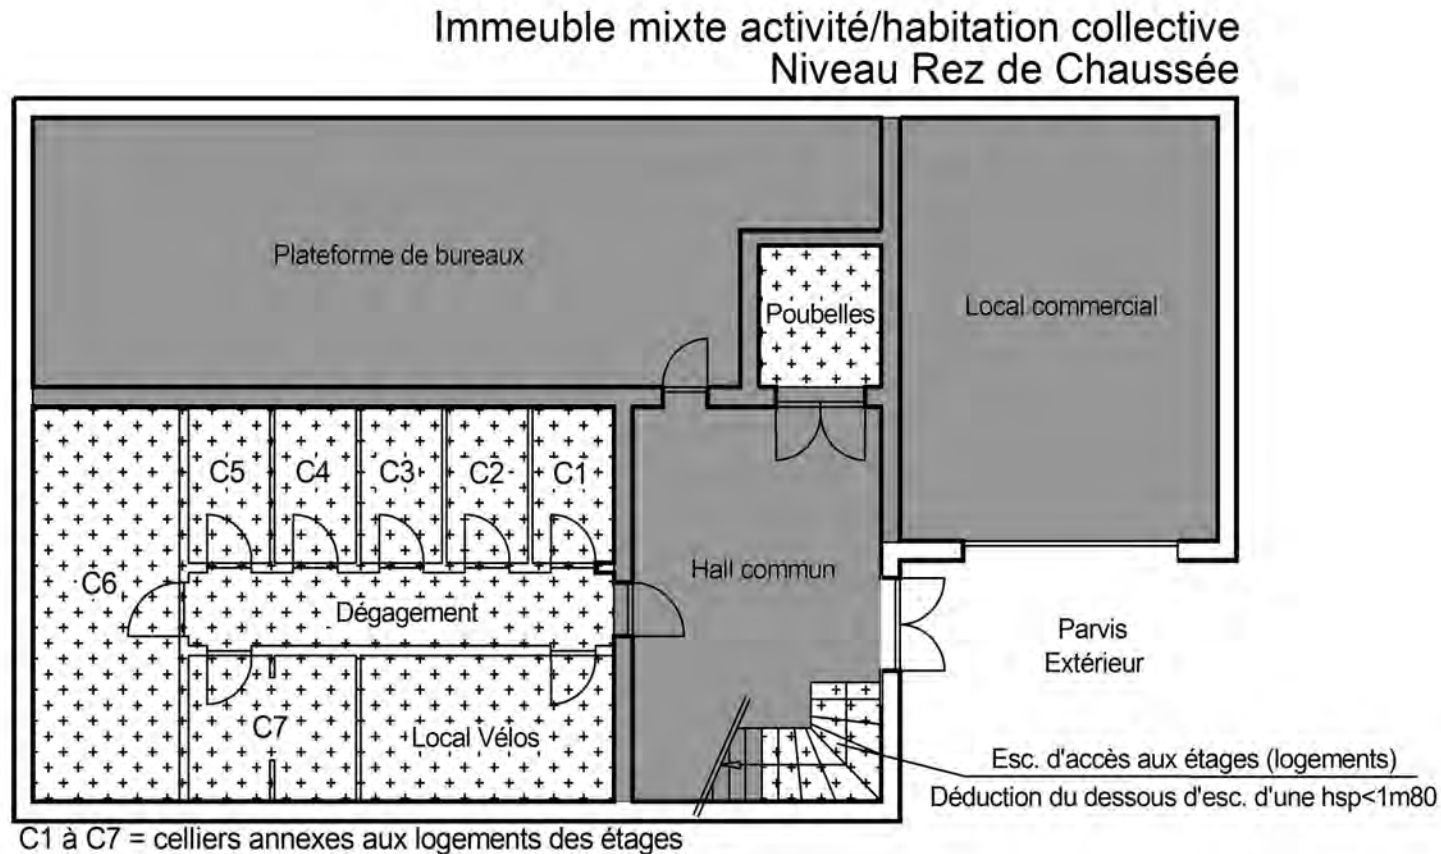 Immeuble mixte activité/habitation collective
Niveau Rez de Chaussée
Plateforme de bureaux
Poubelles
Local commercial
C5
C4
C3
C2
C1
C6
Hall commun
Dégagement
Parvis
Extérieur
C7
Local Vélos
Esc. d'accès aux étages (logements)
Déduction du dessous d'esc. d'une hsp<1m80
C1 à C7 = celliers annexes aux logements des étages